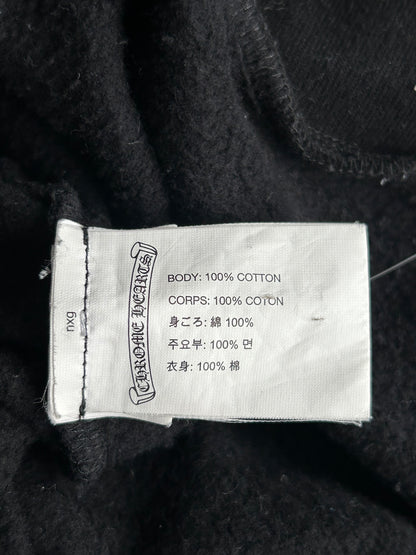 nxg
CHROME HEARTS
BODY: 100% COTTON
CORPS: 100% COTON
身ごろ: 綿 100%
주요부: 100% 면
衣身: 100% 棉